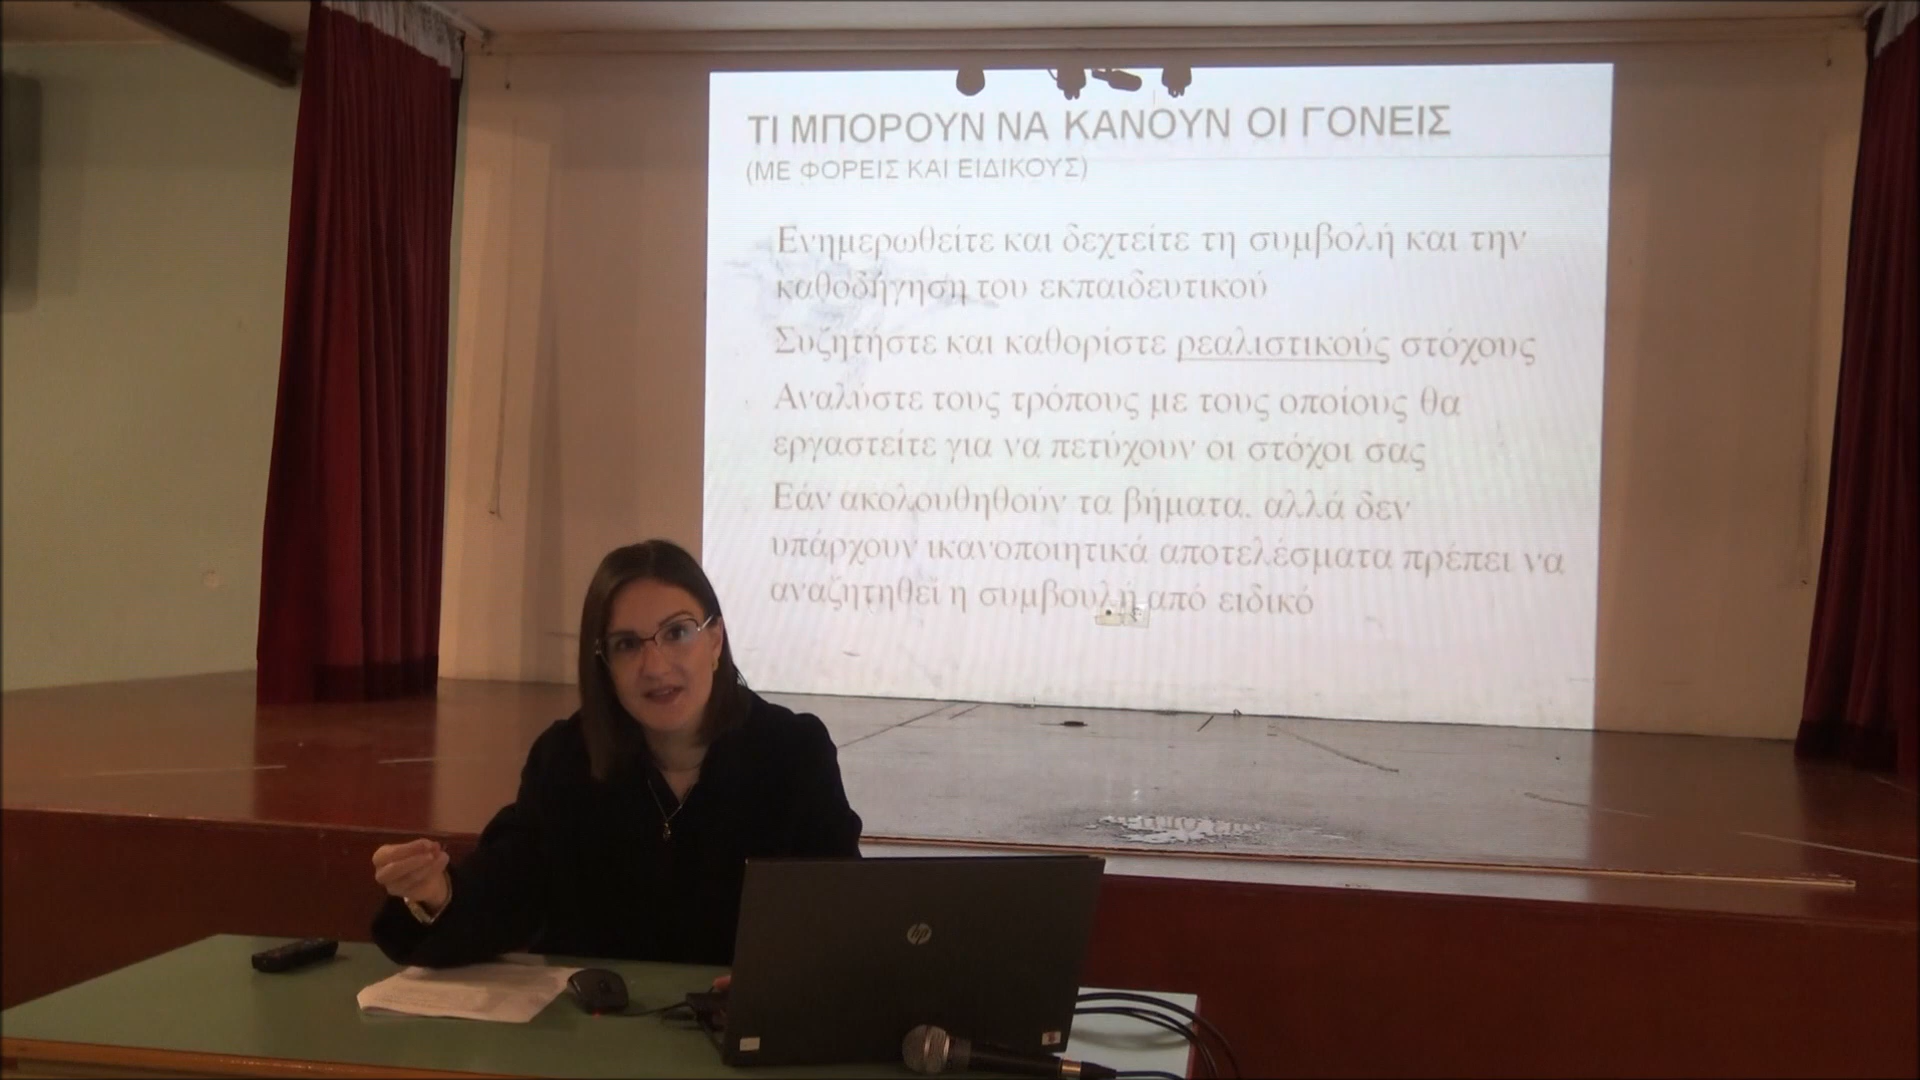 ΤΙ ΜΠΟΡΟΥΝ ΝΑ ΚΑΝΟΥΝ ΟΙ ΓΟΝΕΙΣ
(ΜΕ ΦΟΡΕΙΣ ΚΑΙ ΕΙΔΙΚΟΥΣ)
Ενημερωθείτε και δεχτείτε τη συμβολή και την
καθοδήγηση του εκπαιδευτικού
Συζητήστε και καθορίστε ρεαλιστικούς στόχους
Αναλύστε τους τρόπους με τους οποίους θα
εργαστείτε για να πετύχουν οι στόχοι σας
Εάν ακολουθηθούν τα βήματα, αλλά δεν
υπάρχουν ικανοποιητικά αποτελέσματα πρέπει να
αναζητηθεί η συμβουλή από ειδικό
hp